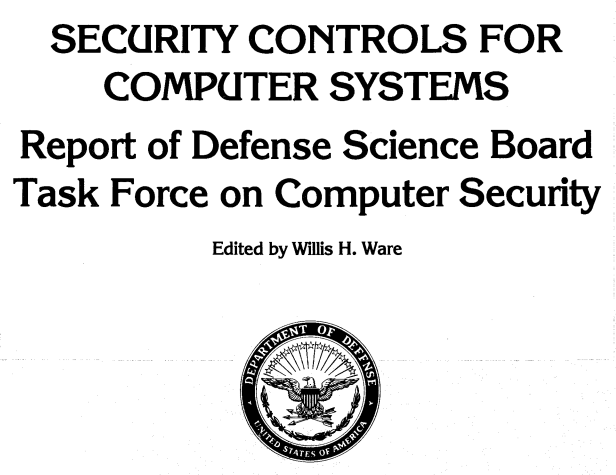 SECURITY CONTROLS FOR
COMPUTER SYSTEMS
Report of Defense Science Board
Task Force on Computer Security
Edited by Willis H. Ware
DEPARTMENT OF DEFENSE
UNITED STATES OF AMERICA